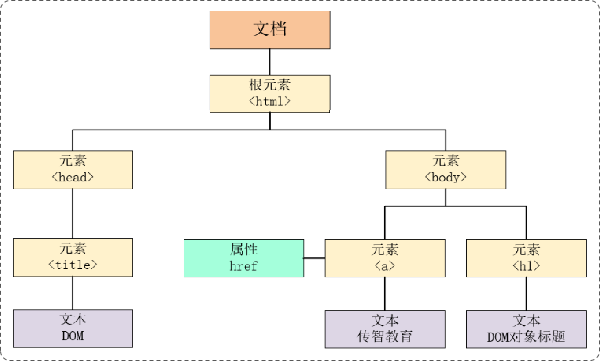 文档
根元素
<html>
元素
<head>
元素
<body>
元素
<title>
属性
href
元素
<a>
元素
<h1>
文本
DOM
文本
传智教育
文本
DOM对象标题